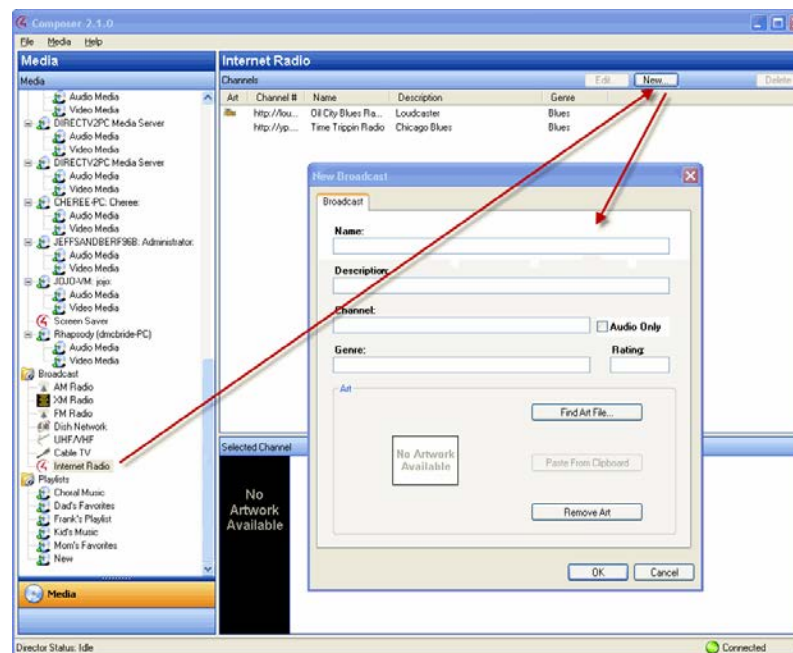 Composer 2.1.0
File Media Help
Media
Internet Radio
Media
Channels
Edit...
New...
Delete
Art
Channel #
Name
Description
Genre
http://lou...
Oil City Blues Ra...
Loudcaster
Blues
http://yp....
Time Trippin Radio
Chicago Blues
Blues
Audio Media
Video Media
DIRECTV2PC Media Server
Audio Media
Video Media
DIRECTV2PC Media Server
Audio Media
Video Media
CHEREE-PC: Cheree:
Audio Media
Video Media
JEFFSANDBERF96B: Administrator:
Audio Media
Video Media
JOJO-VM: jojo:
Audio Media
Video Media
Screen Saver
Rhapsody (dmcbride-PC)
Audio Media
Video Media
Broadcast
AM Radio
XM Radio
FM Radio
Dish Network
UHF/VHF
Cable TV
Internet Radio
Playlists
Choral Music
Dad's Favorites
Frank's Playlist
Kid's Music
Mom's Favorites
New
Media
New Broadcast
Broadcast
Name:
Description:
Channel:
Audio Only
Genre:
Rating:
Art
No Artwork
Available
Find Art File...
Paste From Clipboard
Remove Art
OK
Cancel
Selected Channel
No
Artwork
Available
Director Status: Idle
Connected